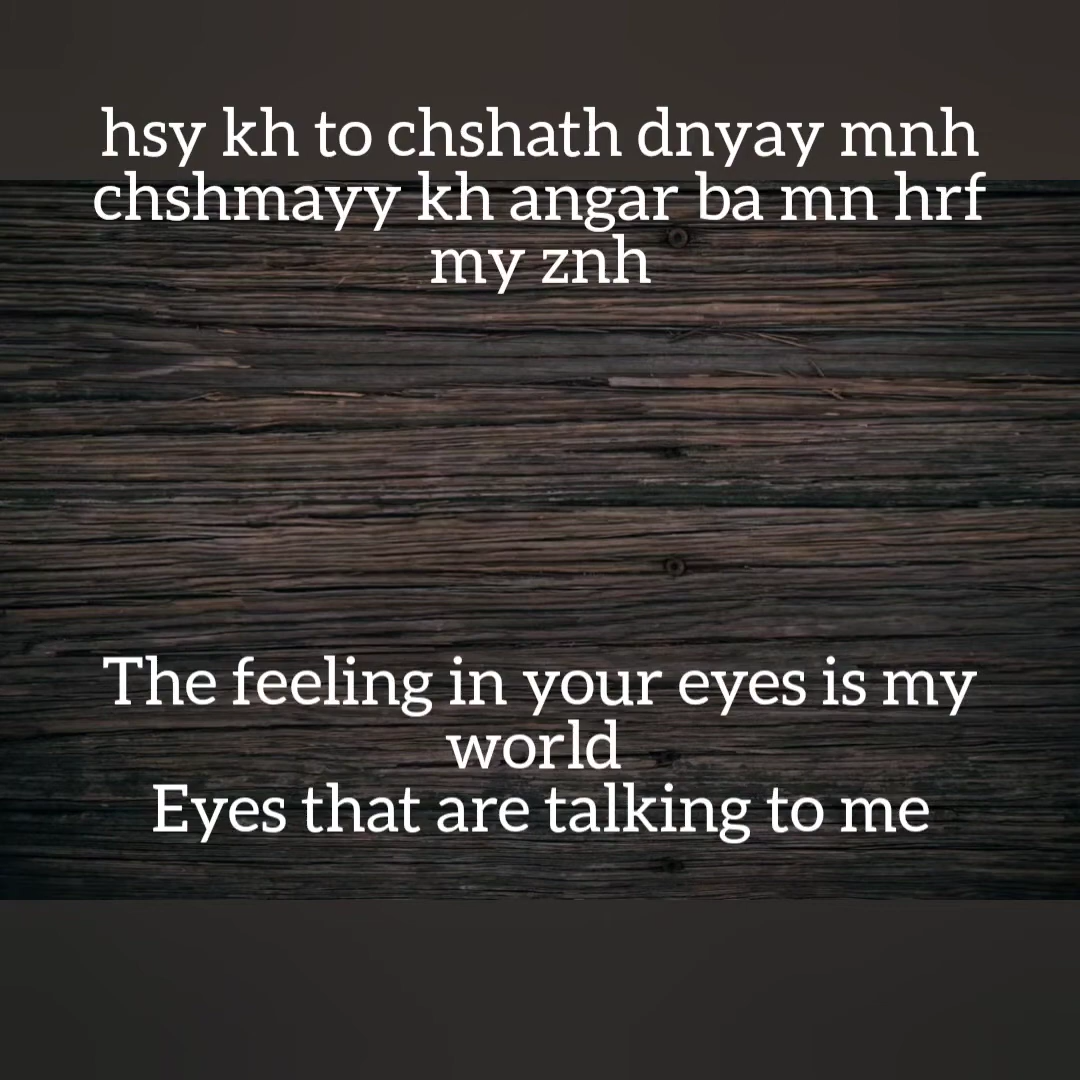 hsy kh to chshath dnyay mnh
chshmayy kh angar ba mn hrf
my znh
The feeling in your eyes is my
world
Eyes that are talking to me